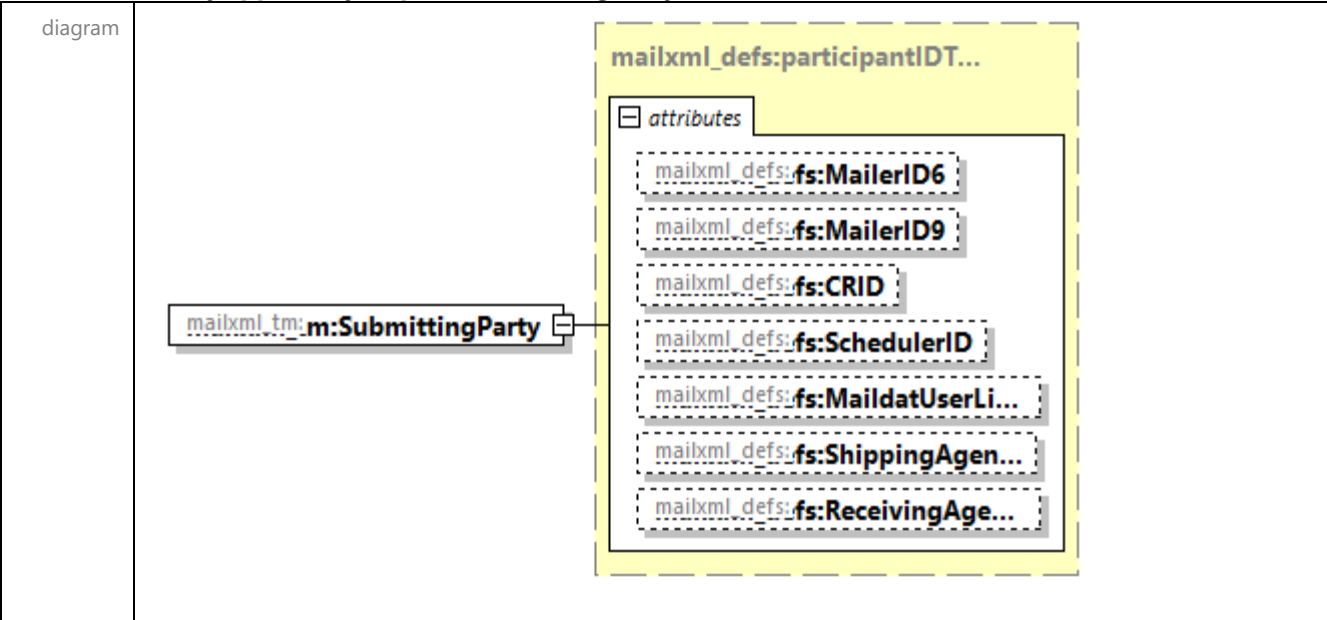 diagram
mailxml_defs:participantIDT...
attributes
mailxml_defs:fs:MailerID6
mailxml_defs:fs:MailerID9
mailxml_defs:fs:CRID
mailxml_tm:m:SubmittingParty
mailxml_defs:fs:SchedulerID
mailxml_defs:fs:MaildatUserLi...
mailxml_defs:fs:ShippingAgen...
mailxml_defs:fs:ReceivingAge...